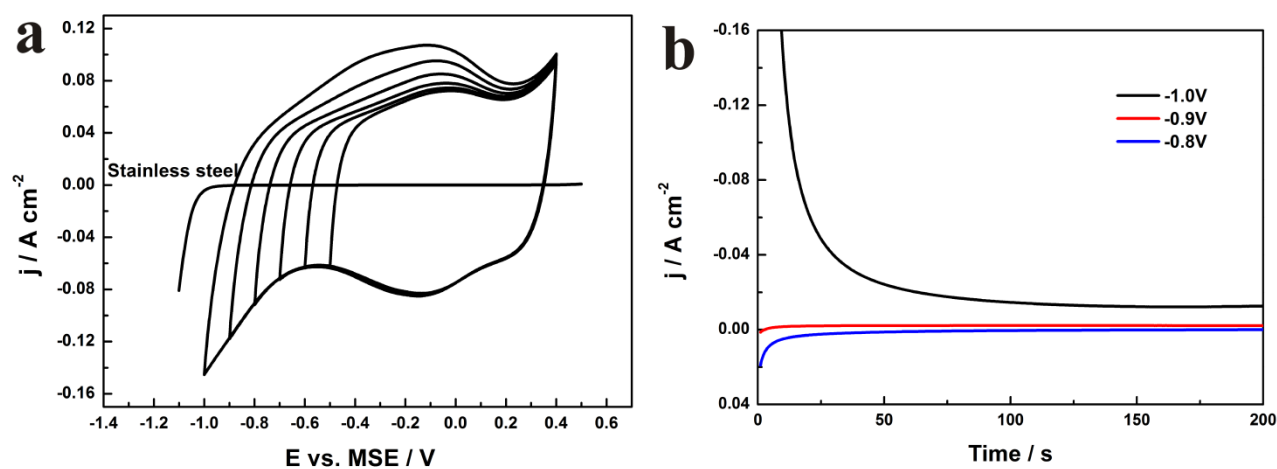 a
0.12
0.08
0.04
0.00
-0.04
-0.08
-0.12
-0.16
j / A cm-2
Stainless steel
-1.4 -1.2 -1.0 -0.8 -0.6 -0.4 -0.2 0.0 0.2 0.4 0.6
E vs. MSE / V
b
-0.16
-0.12
-0.08
-0.04
0.00
0.04
j / A cm-2
-1.0V
-0.9V
-0.8V
0 50 100 150 200
Time / s